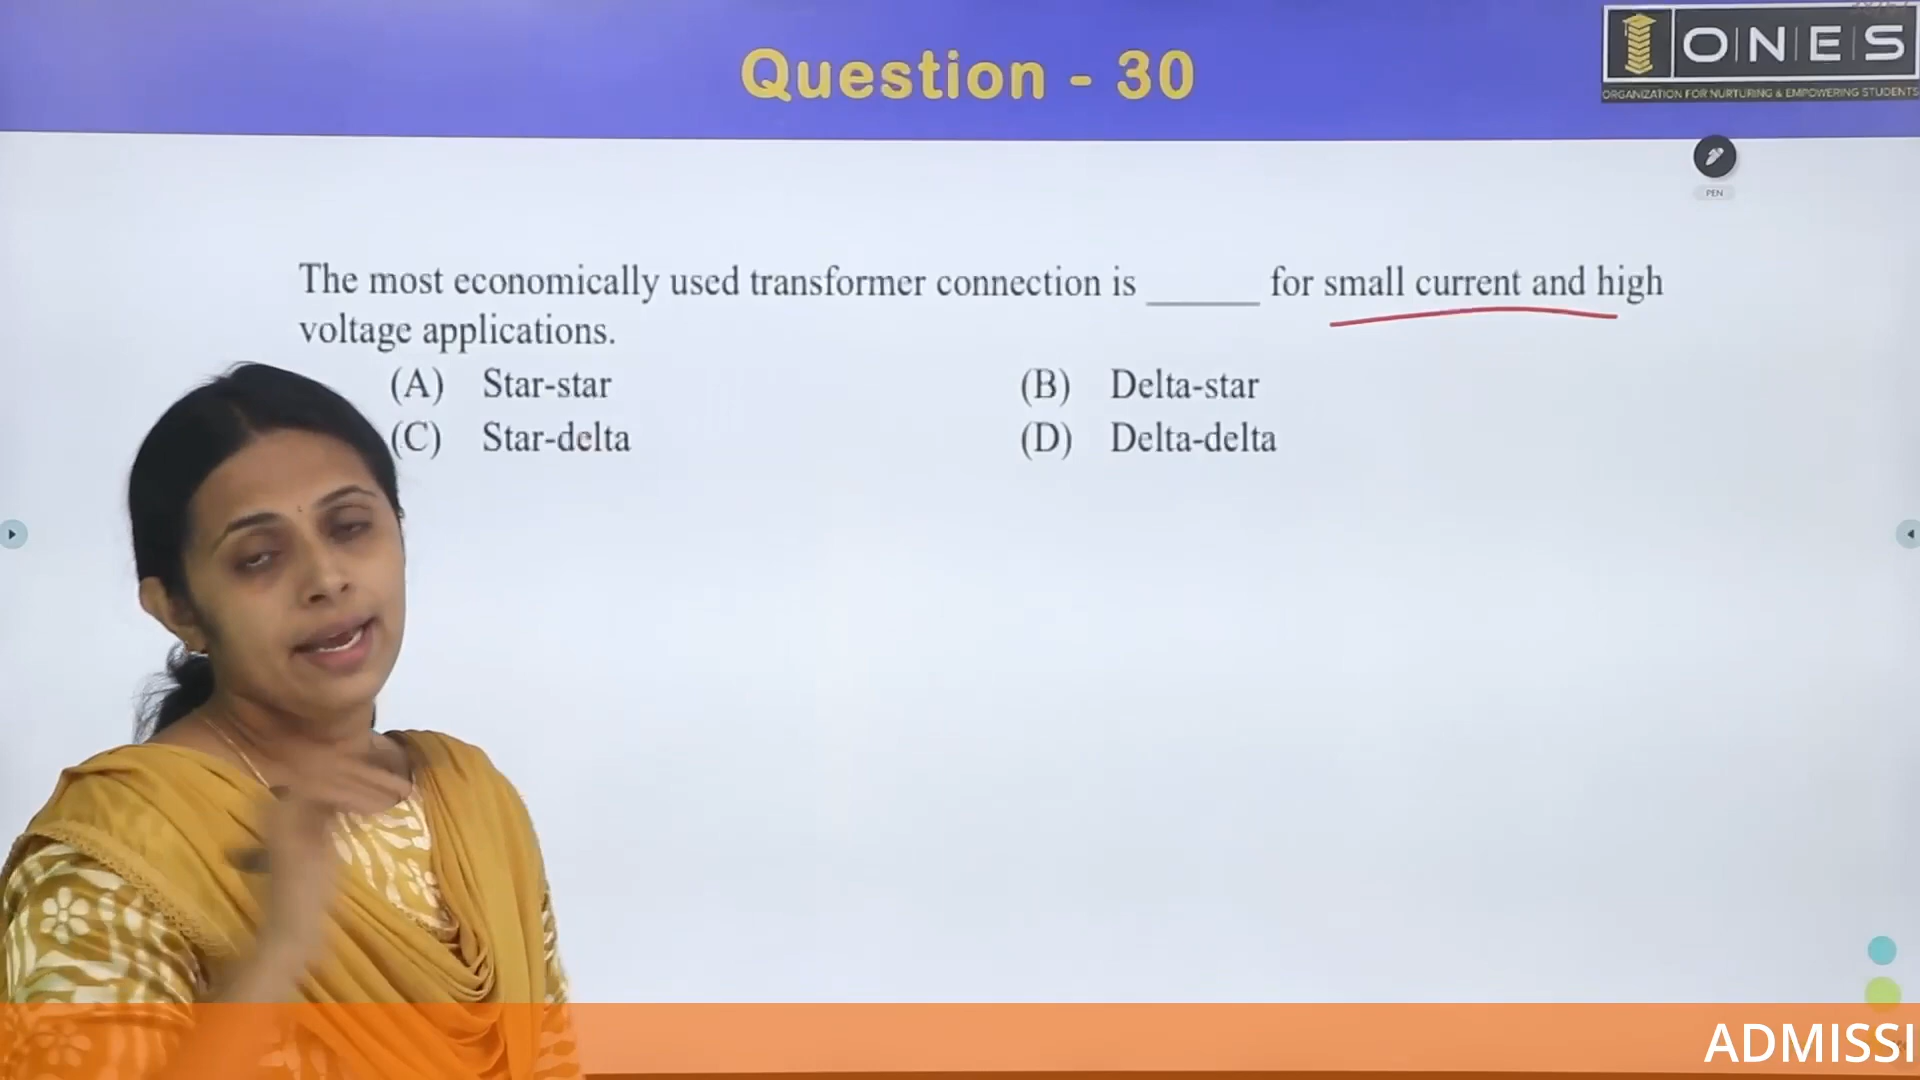 Question - 30
ONES
ORGANIZATION FOR NURTURING & EMPOWERING STUDENTS
PEN
The most economically used transformer connection is ______ for small current and high
voltage applications.
(A) Star-star (B) Delta-star
(C) Star-delta (D) Delta-delta
ADMISSI